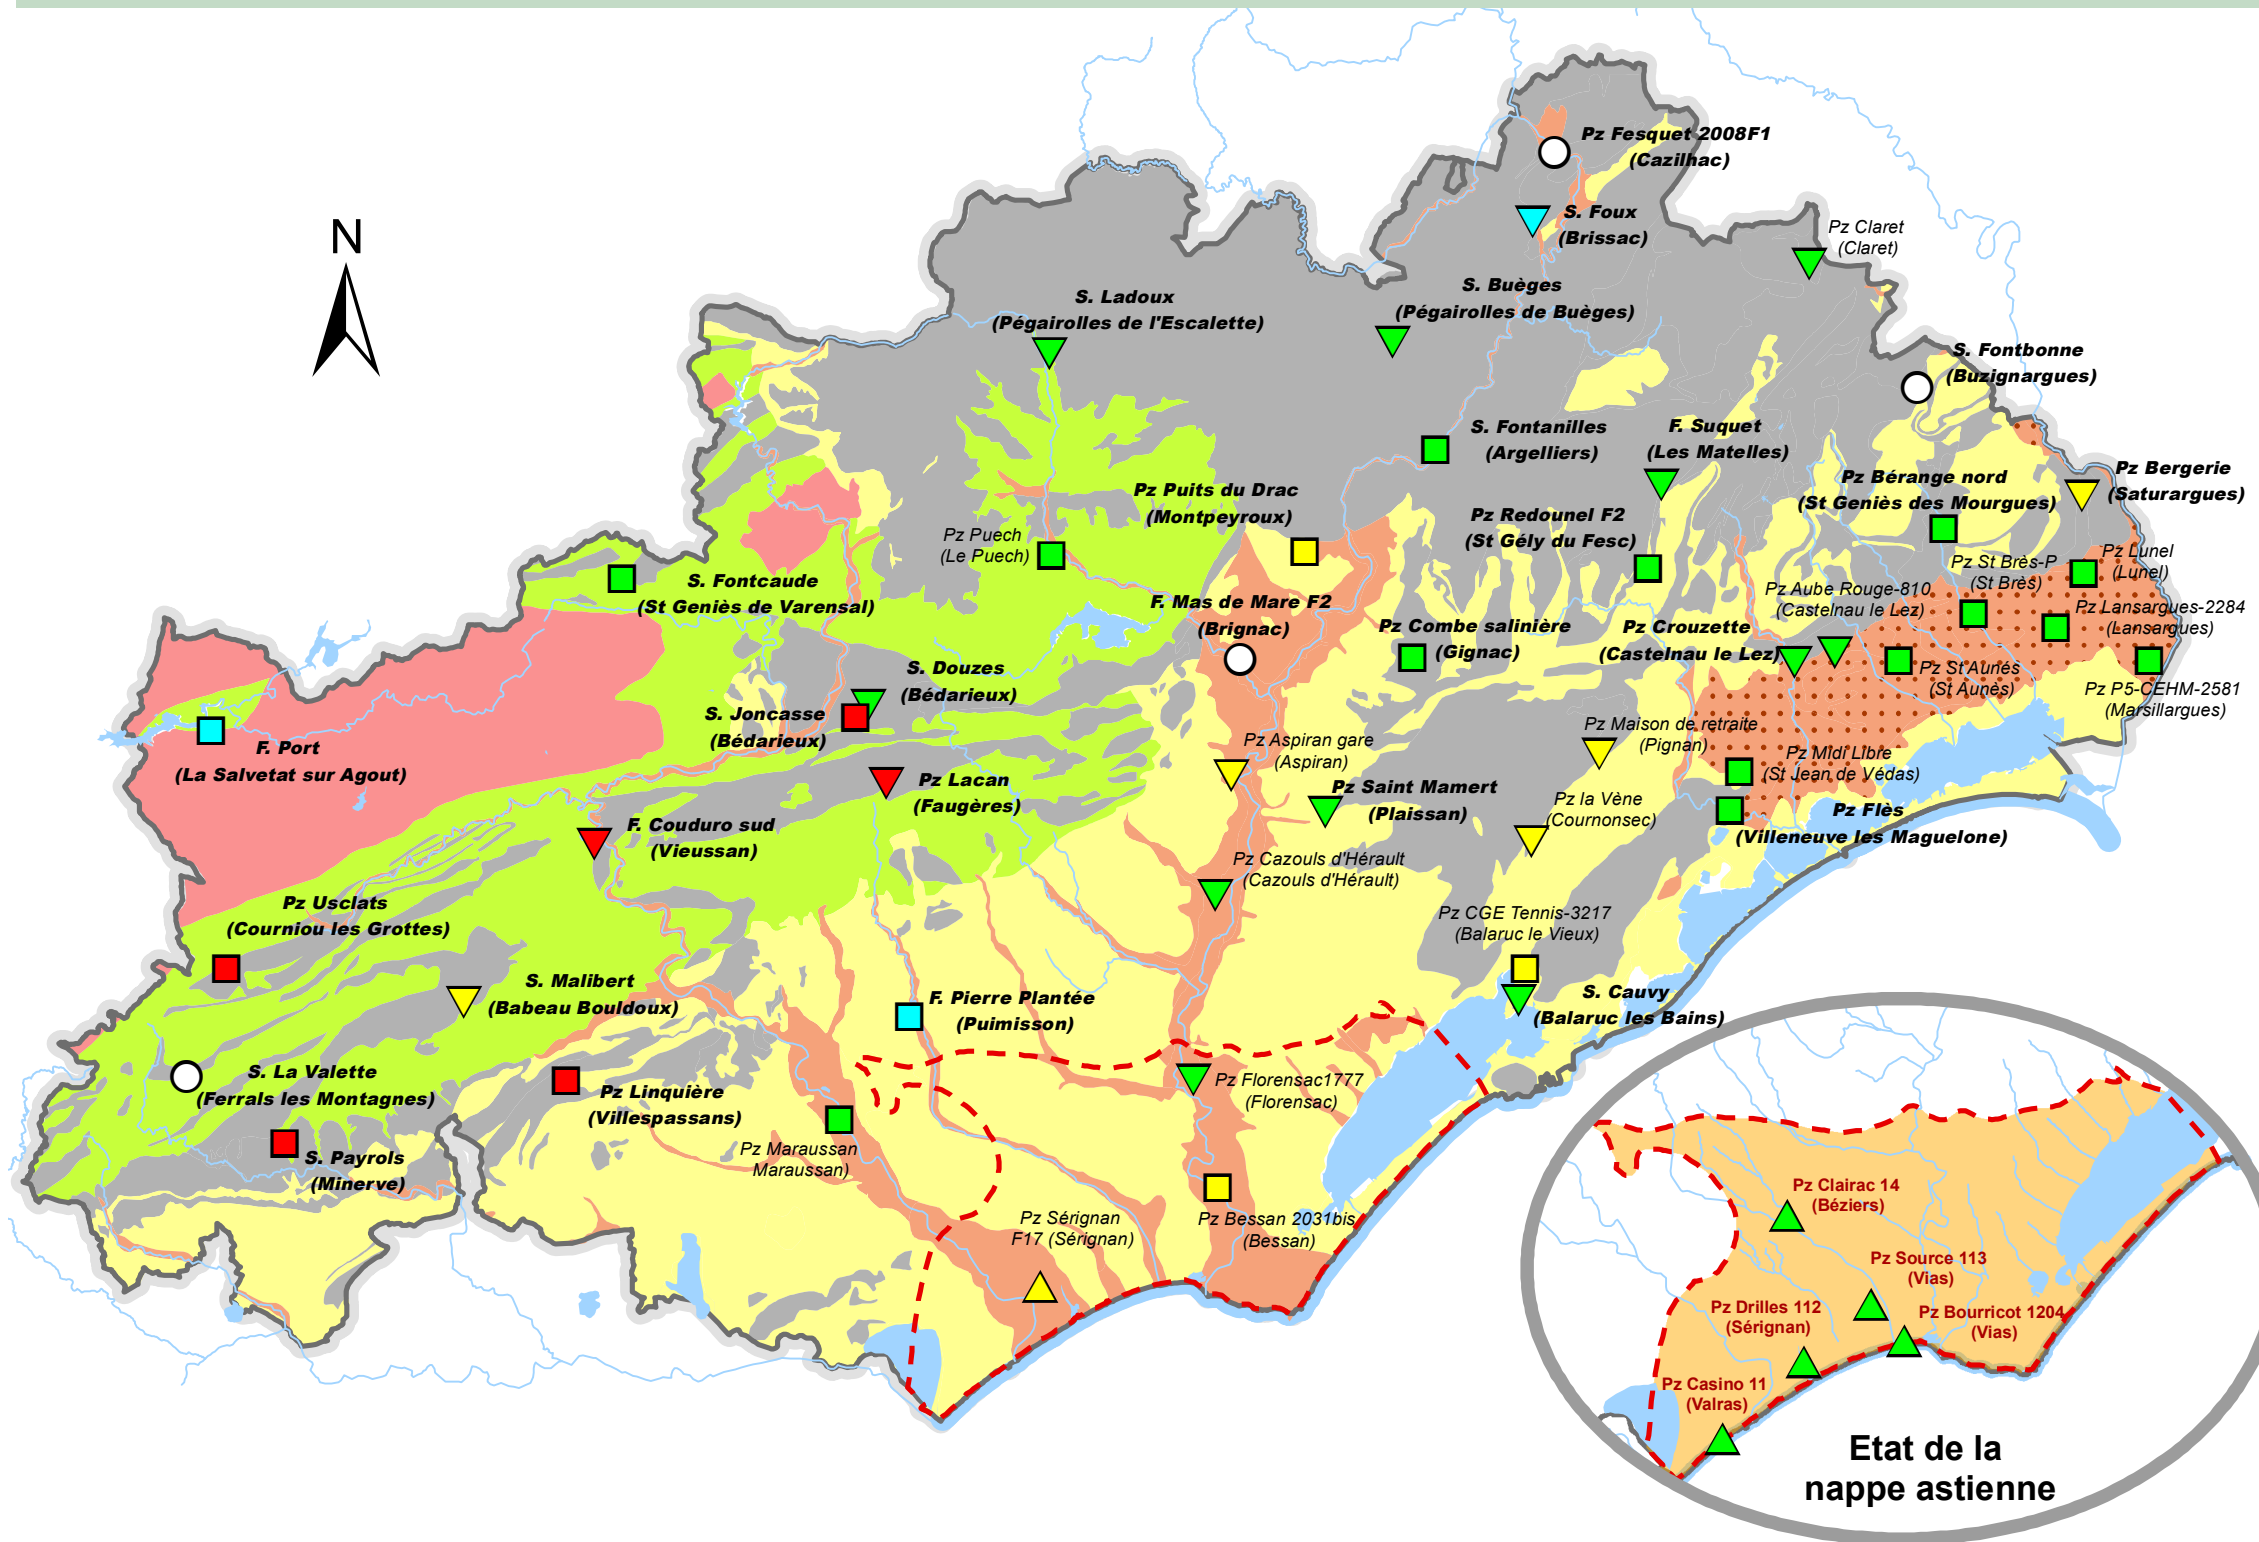 N
Pz Fesquet 2008F1
(Cazilhac)
S. Foux
(Brissac)
Pz Claret
(Claret)
S. Ladoux
(Pégairolles de l'Escalette)
S. Buèges
(Pégairolles de Buèges)
S. Fontbonne
(Buzignargues)
S. Fontanilles
(Argelliers)
F. Suquet
(Les Matelles)
Pz Bérange nord
(St Geniès des Mourgues)
Pz Bergerie
(Saturargues)
Pz Puits du Drac
(Montpeyroux)
Pz Redounel F2
(St Gély du Fesc)
Pz Puech
(Le Puech)
Pz St Brès-P
(St Brès)
Pz Lunel
(Lunel)
S. Fontcaude
(St Geniès de Varensal)
Pz Aube Rouge-810
(Castelnau le Lez)
F. Mas de Mare F2
(Brignac)
Pz Lansargues-2284
(Lansargues)
Pz Combe salinière
(Gignac)
Pz Crouzette
(Castelnau le Lez)
S. Douzes
(Bédarieux)
Pz St Aunés
(St Aunès)
Pz P5-CEHM-2581
(Marsillargues)
S. Joncasse
(Bédarieux)
F. Port
(La Salvetat sur Agout)
Pz Aspiran gare
(Aspiran)
Pz Maison de retraite
(Pignan)
Pz Midi Libre
(St Jean de Védas)
Pz Lacan
(Faugères)
Pz Saint Mamert
(Plaissan)
Pz la Vène
(Cournonsec)
Pz Flès
(Villeneuve les Maguelone)
F. Couduro sud
(Vieussan)
Pz Cazouls d'Hérault
(Cazouls d'Hérault)
Pz Usclats
(Courniou les Grottes)
Pz CGE Tennis-3217
(Balaruc le Vieux)
S. Malibert
(Babeau Bouldoux)
F. Pierre Plantée
(Puimisson)
S. Cauvy
(Balaruc les Bains)
S. La Valette
(Ferrals les Montagnes)
Pz Linquière
(Villespassans)
Pz Florensac1777
(Florensac)
S. Payrols
(Minerve)
Pz Maraussan
Maraussan)
Pz Sérignan
F17 (Sérignan)
Pz Bessan 2031bis
(Bessan)
Pz Clairac 14
(Béziers)
Pz Source 113
(Vias)
Pz Drilles 112
(Sérignan)
Pz Bourricot 1204
(Vias)
Pz Casino 11
(Valras)
Etat de la
nappe astienne